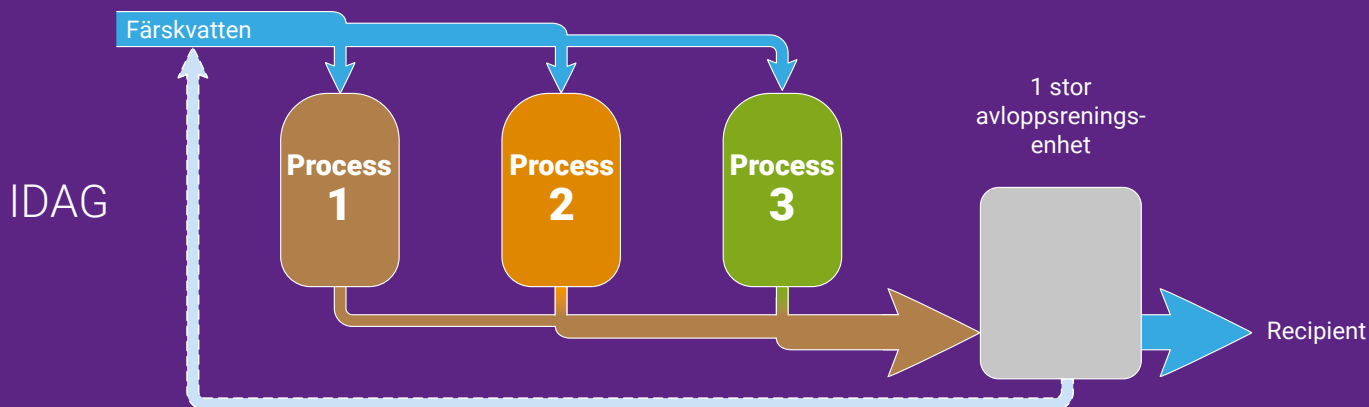 Färskvatten
1 stor
avloppsrenings-
enhet
Process
1
Process
2
Process
3
IDAG
Recipient